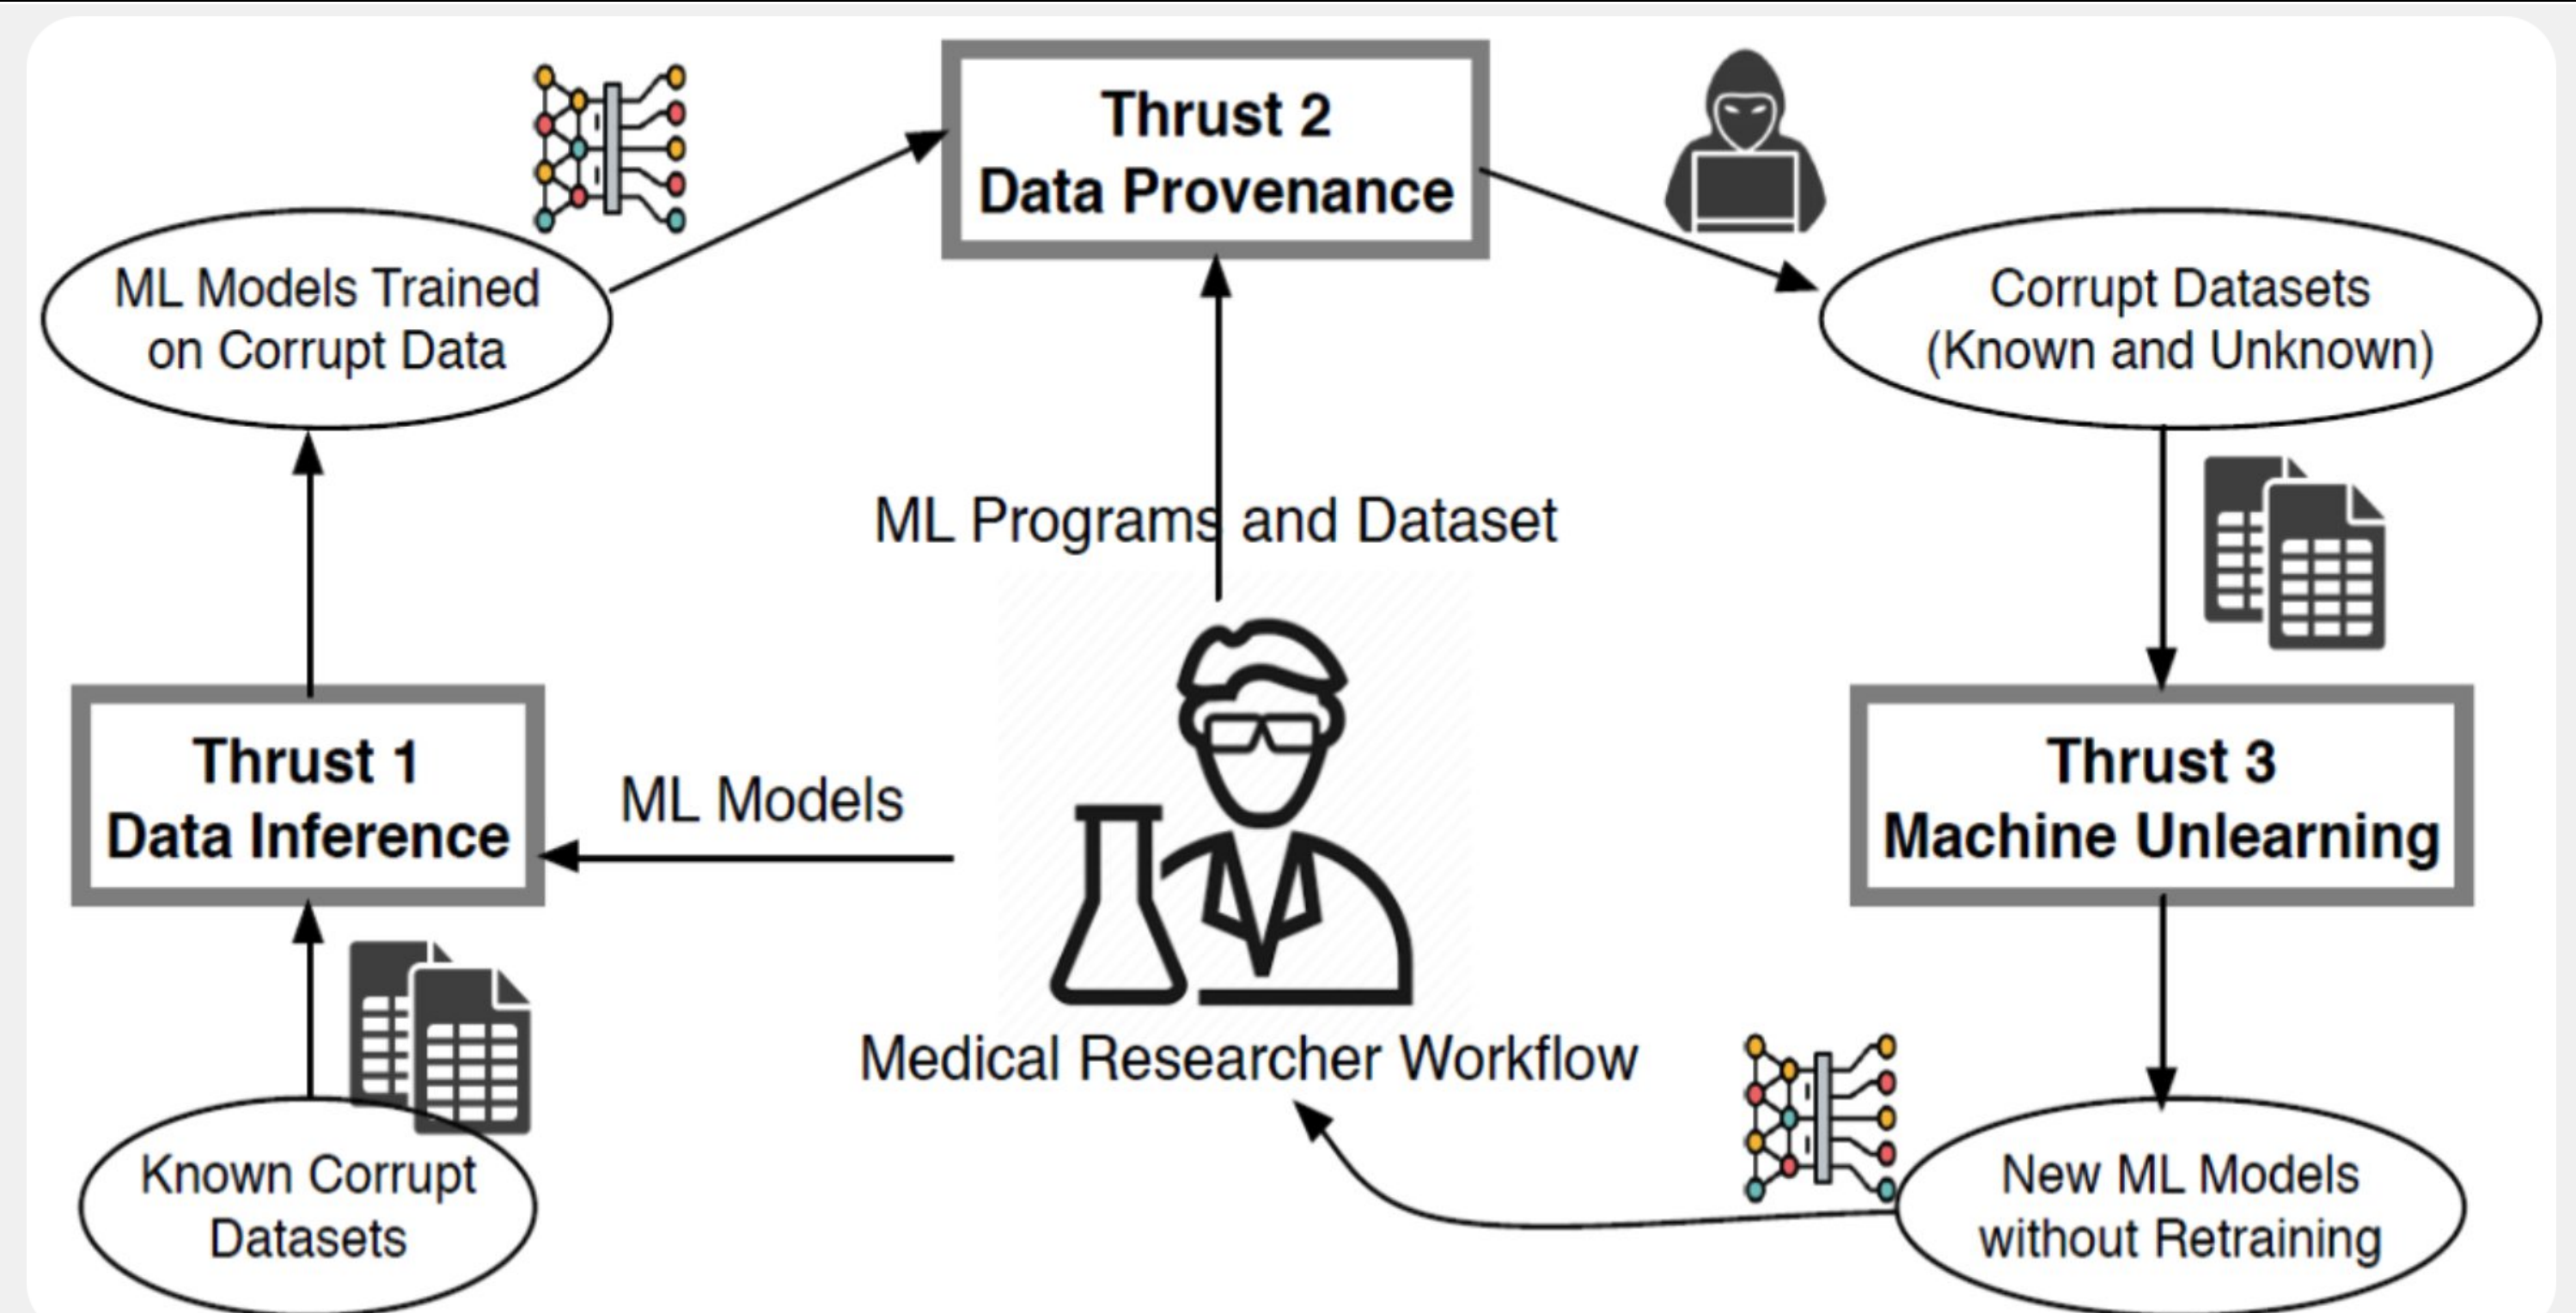 Thrust 2
Data Provenance
ML Models Trained
on Corrupt Data
Corrupt Datasets
(Known and Unknown)
ML Programs and Dataset
Thrust 1
Data Inference
ML Models
Thrust 3
Machine Unlearning
Medical Researcher Workflow
Known Corrupt
Datasets
New ML Models
without Retraining